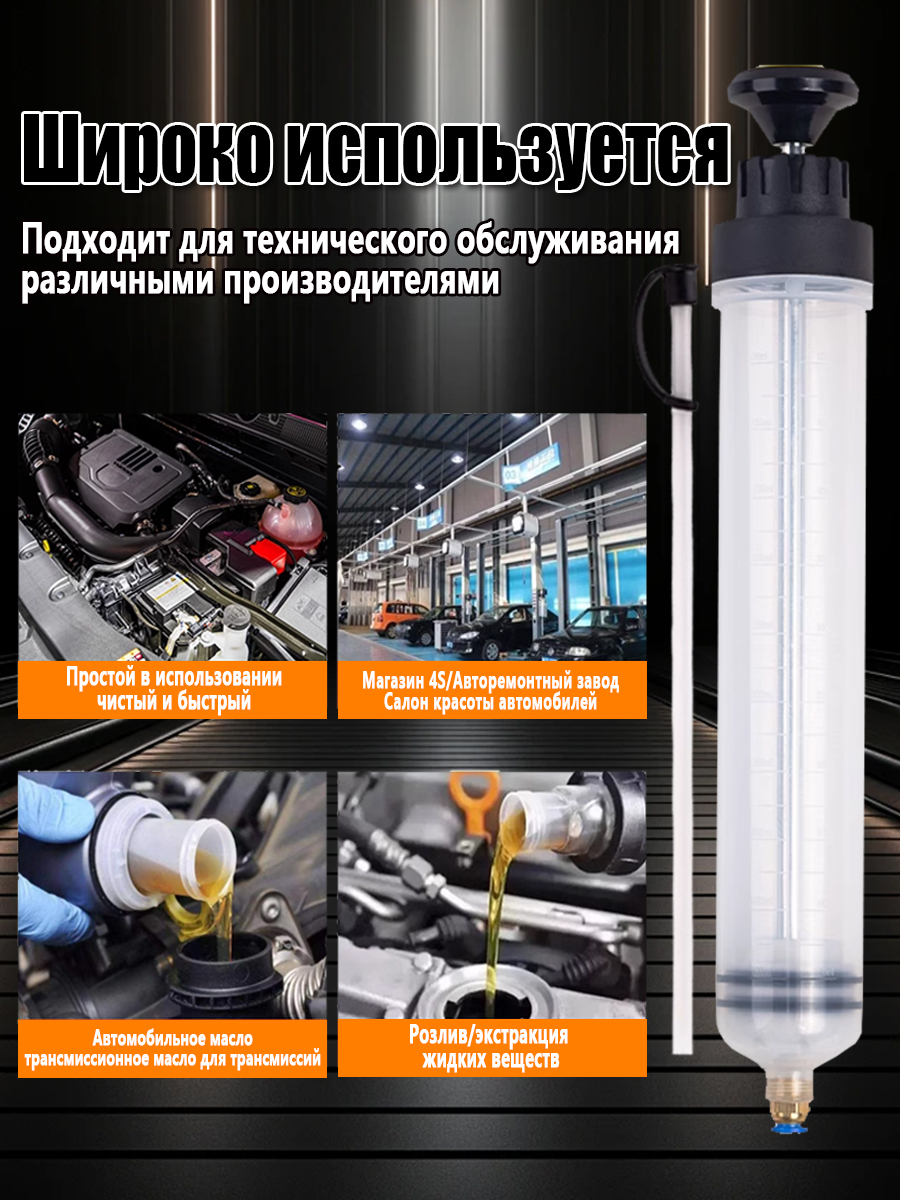 Широко используется
Подходит для технического обслуживания
различными производителями
Простой в использовании
чистый и быстрый
Магазин 4S/Авторемонтный завод
Салон красоты автомобилей
Автомобильное масло
трансмиссионное масло для трансмиссий
Розлив/экстракция
жидких веществ